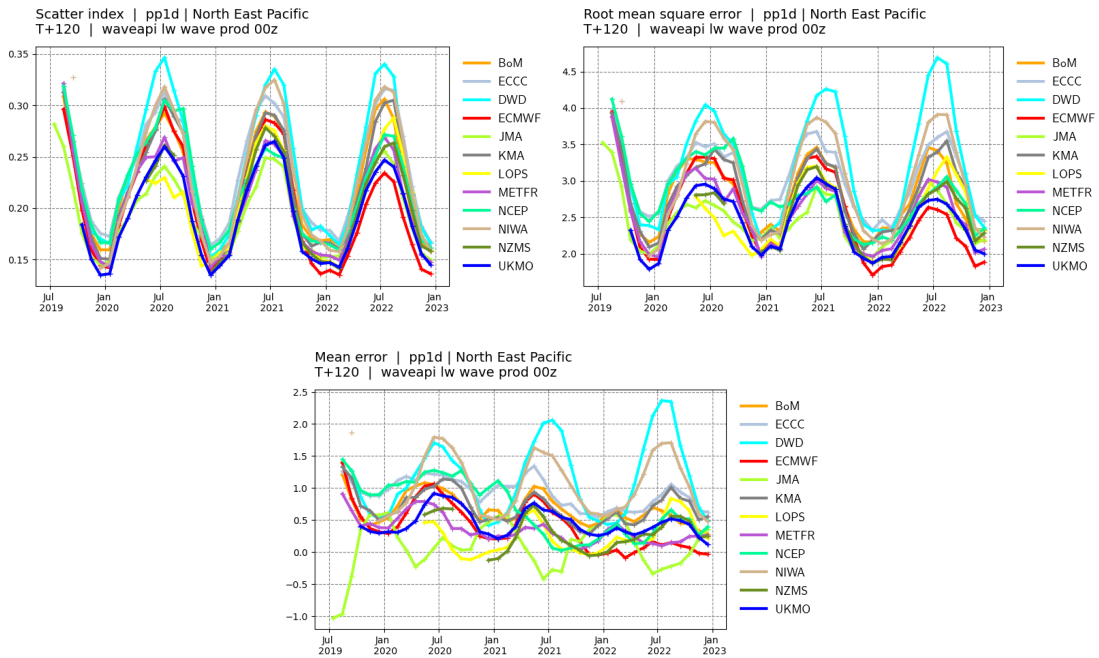 Scatter index | pp1d | North East Pacific
T+120 | waveapi lw wave prod 00z
0.35
0.30
0.25
0.20
0.15
Jul 2019
Jan 2020
Jul 2020
Jan 2021
Jul 2021
Jan 2022
Jul 2022
Jan 2023
BoM
ECCC
DWD
ECMWF
JMA
KMA
LOPS
METFR
NCEP
NIWA
NZMS
UKMO
Root mean square error | pp1d | North East Pacific
T+120 | waveapi lw wave prod 00z
4.5
4.0
3.5
3.0
2.5
2.0
Jul 2019
Jan 2020
Jul 2020
Jan 2021
Jul 2021
Jan 2022
Jul 2022
Jan 2023
BoM
ECCC
DWD
ECMWF
JMA
KMA
LOPS
METFR
NCEP
NIWA
NZMS
UKMO
Mean error | pp1d | North East Pacific
T+120 | waveapi lw wave prod 00z
2.5
2.0
1.5
1.0
0.5
0.0
−0.5
−1.0
Jul 2019
Jan 2020
Jul 2020
Jan 2021
Jul 2021
Jan 2022
Jul 2022
Jan 2023
BoM
ECCC
DWD
ECMWF
JMA
KMA
LOPS
METFR
NCEP
NIWA
NZMS
UKMO